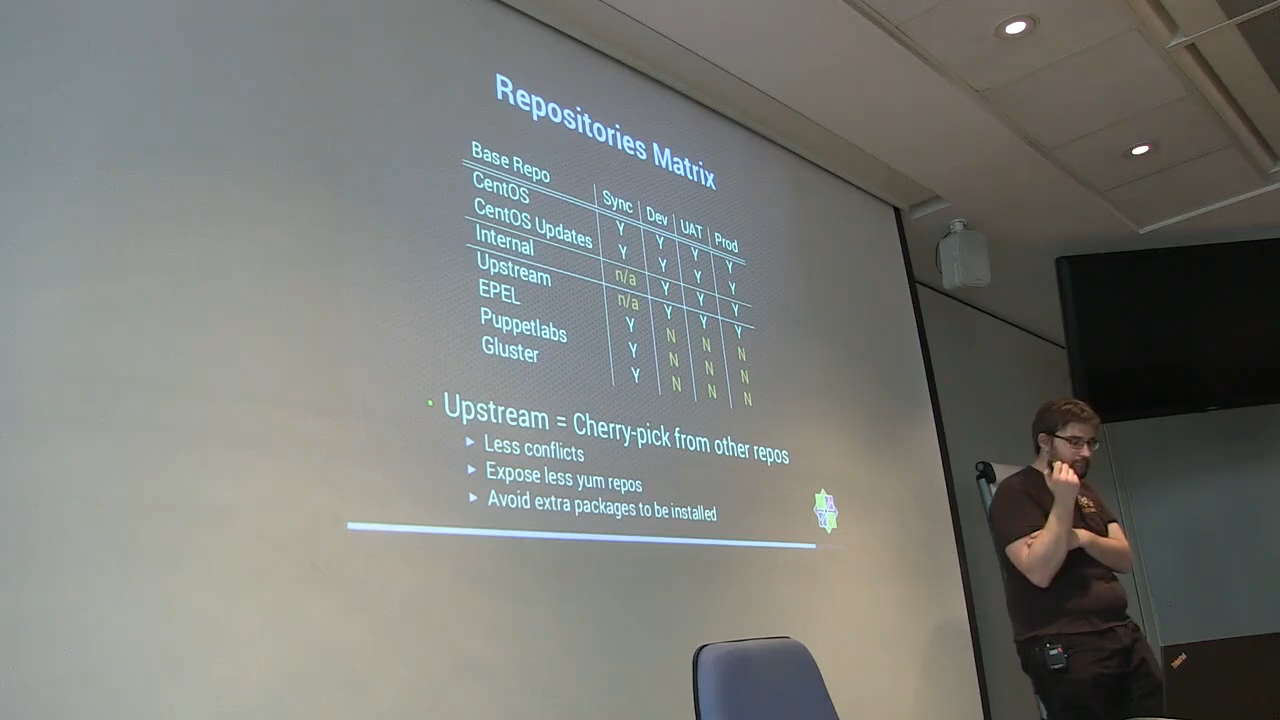 Repositories Matrix
Base Repo | Sync | Dev | UAT | Prod
CentOS Y Y Y Y
CentOS Updates Y Y Y Y
Internal n/a Y Y Y
Upstream n/a Y Y Y
EPEL Y N N N
Puppetlabs Y N N N
Gluster Y N N N
Upstream = Cherry-pick from other repos
Less conflicts
Expose less yum repos
Avoid extra packages to be installed